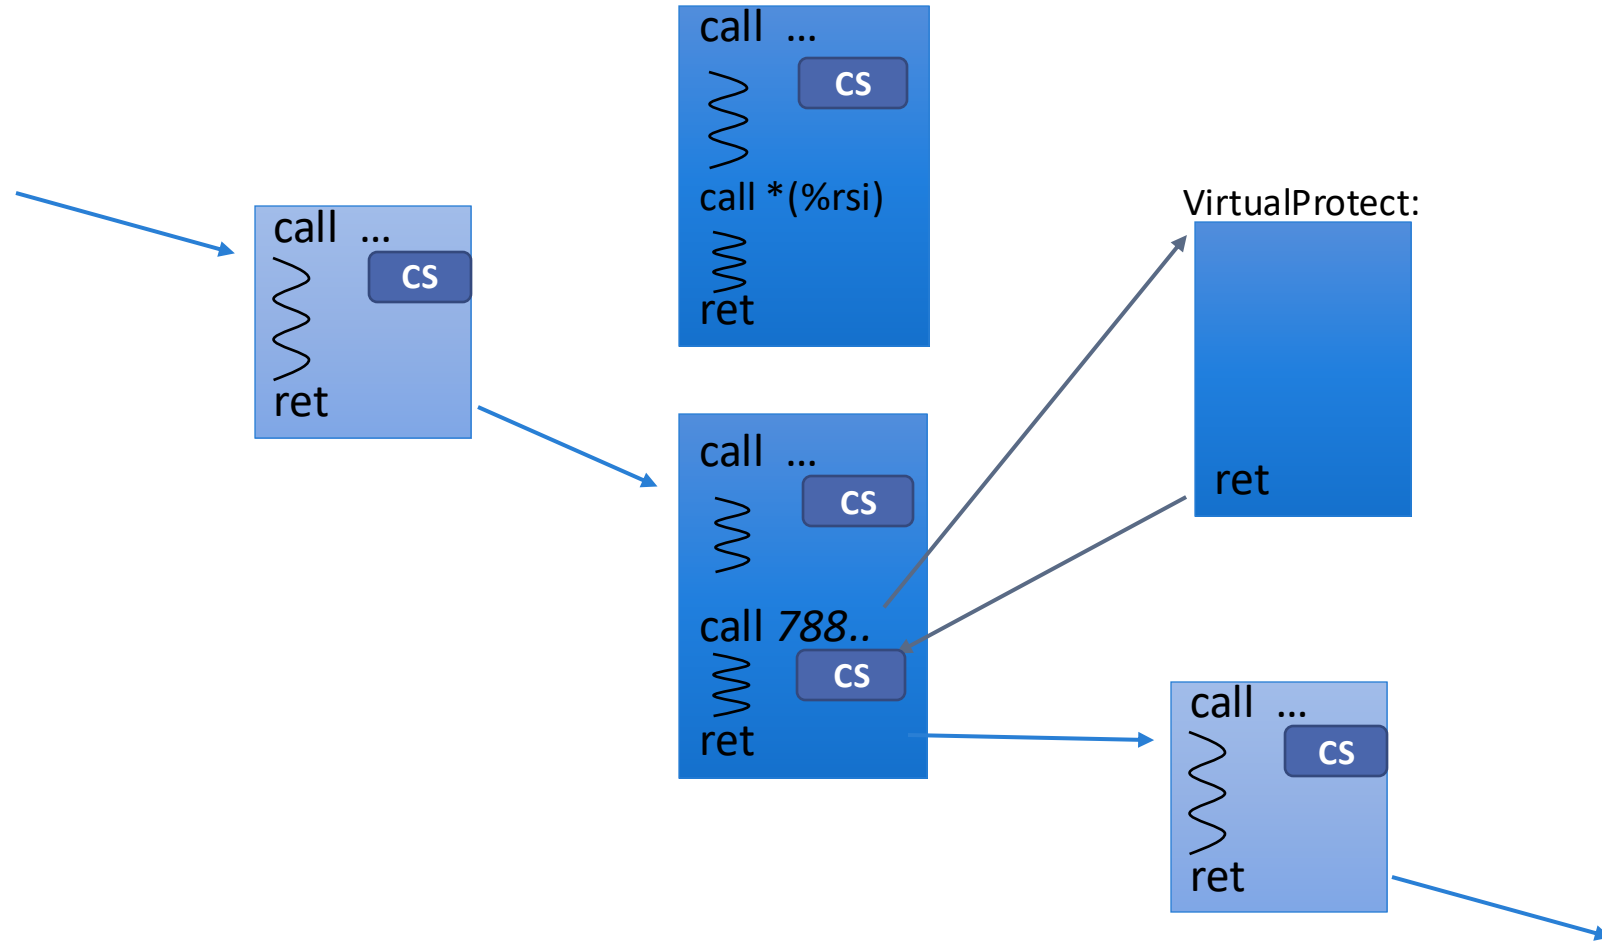 call ...
CS
ret
call ...
CS
call *(%rsi)
ret
call ...
CS
call 788..
CS
ret
VirtualProtect:
ret
call ...
CS
ret